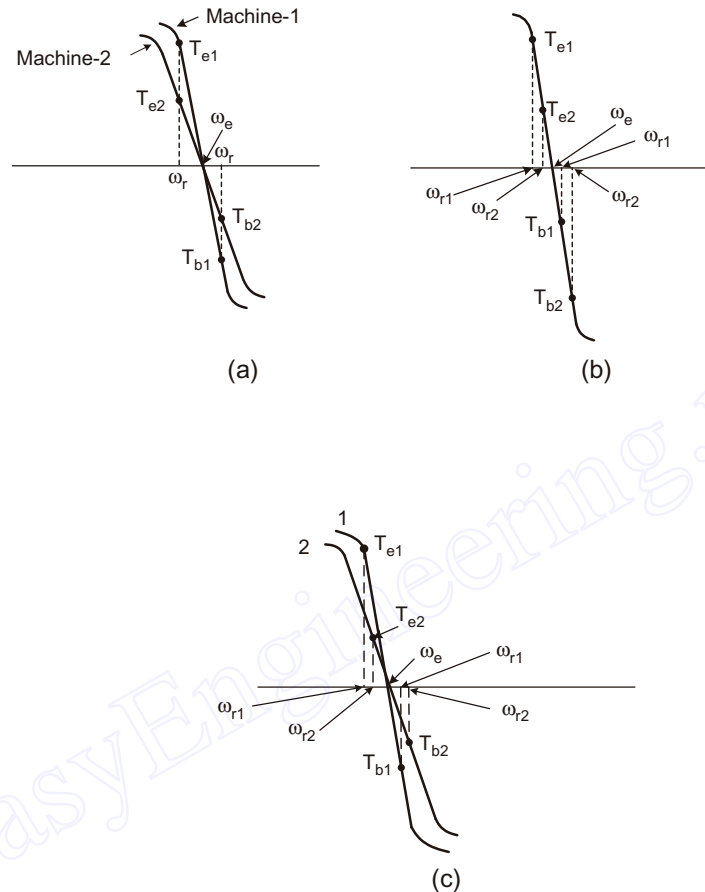 Machine-1
Machine-2
Te1
Te2
ωe
ωr
ωr
Tb2
Tb1
(a)
Te1
Te2
ωe
ωr1
ωr1
ωr2
ωr2
Tb1
Tb2
(b)
1
2
Te1
Te2
ωe
ωr1
ωr1
ωr2
ωr2
Tb2
Tb1
(c)
asyEngineering.